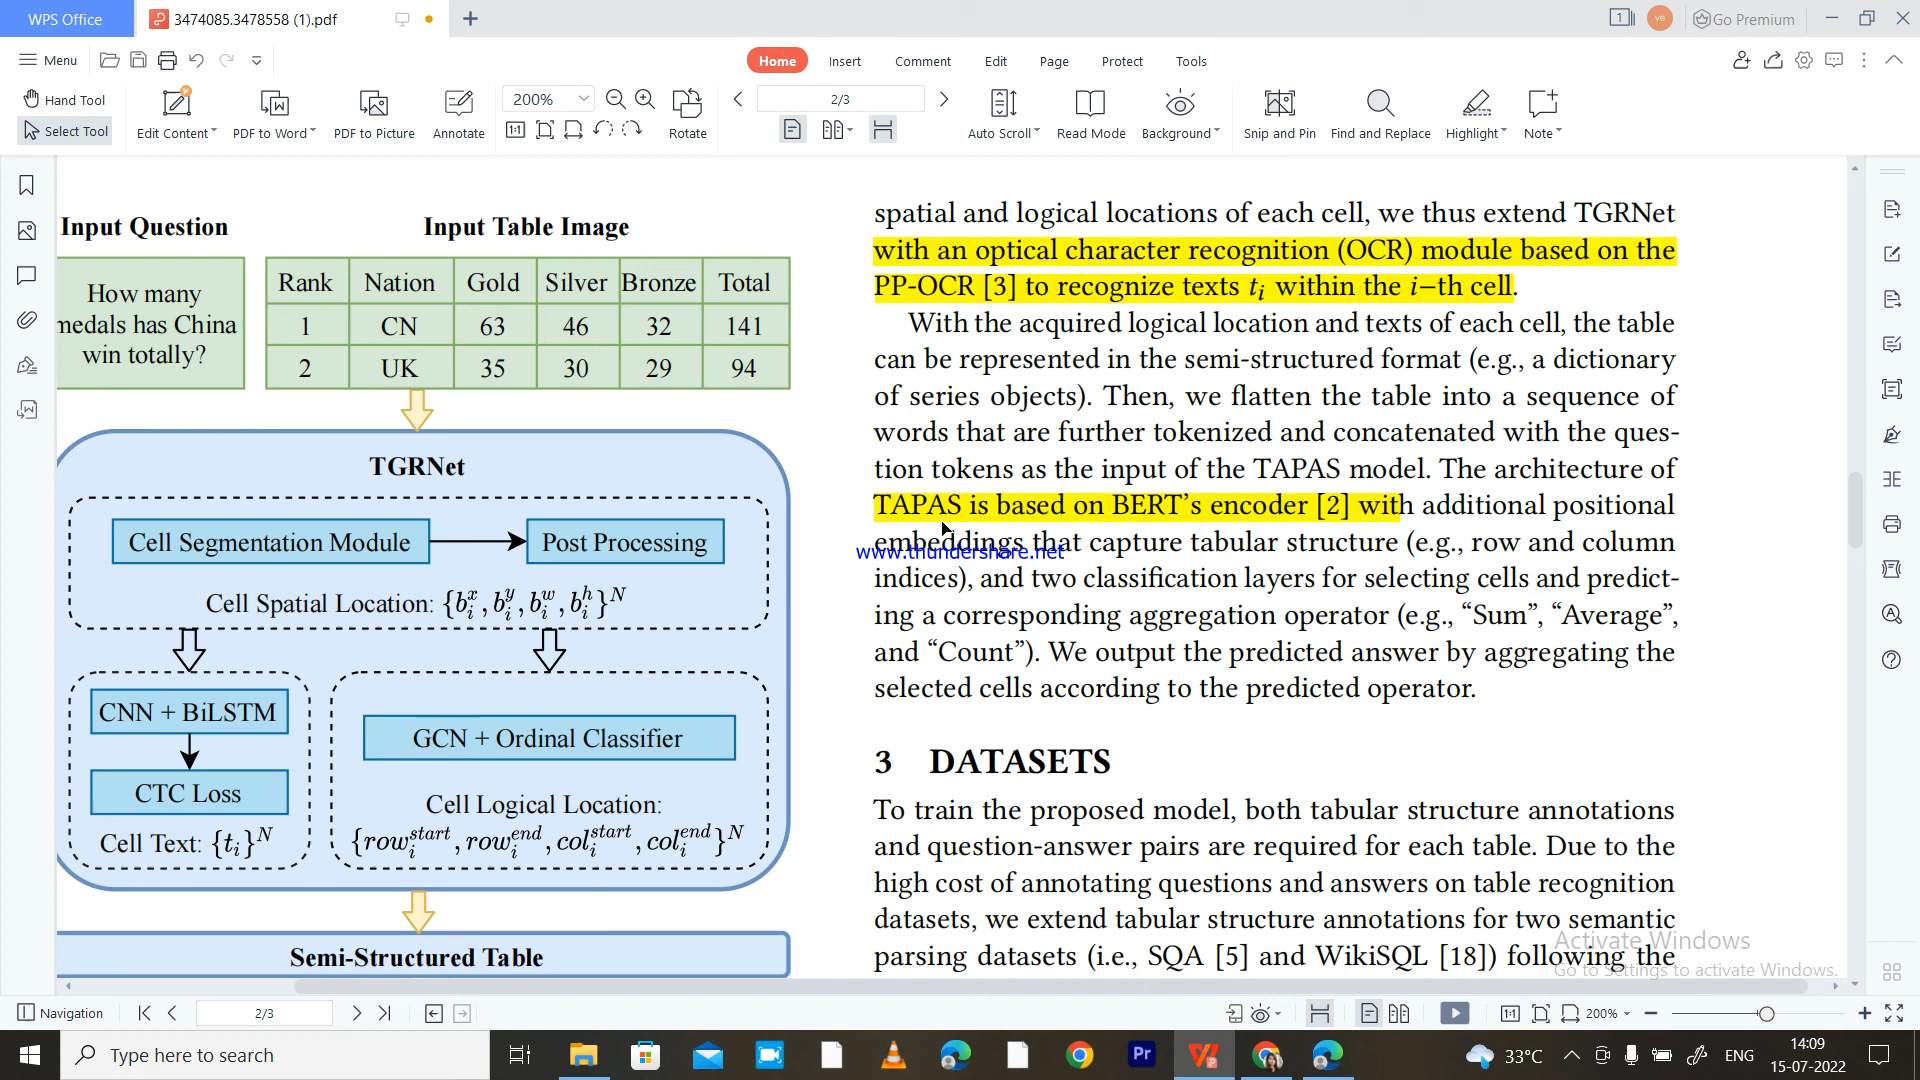 WPS Office
3474085.3478558 (1).pdf
ve
Go Premium
Menu
Home
Insert
Comment
Edit
Page
Protect
Tools
Hand Tool
Select Tool
Edit Content
PDF to Word
PDF to Picture
Annotate
200%
Rotate
2/3
Auto Scroll
Read Mode
Background
Snip and Pin
Find and Replace
Highlight
Note
Input Question
How many
medals has China
win totally?
Input Table Image
Rank Nation Gold Silver Bronze Total
1 CN 63 46 32 141
2 UK 35 30 29 94
TGRNet
Cell Segmentation Module
Post Processing
Cell Spatial Location: {b_i^x, b_i^y, b_i^w, b_i^h}^N
CNN + BiLSTM
CTC Loss
Cell Text: {t_i}^N
GCN + Ordinal Classifier
Cell Logical Location:
{row_i^start, row_i^end, col_i^start, col_i^end}^N
Semi-Structured Table
spatial and logical locations of each cell, we thus extend TGRNet
with an optical character recognition (OCR) module based on the
PP-OCR [3] to recognize texts t_i within the i−th cell.
With the acquired logical location and texts of each cell, the table
can be represented in the semi-structured format (e.g., a dictionary
of series objects). Then, we flatten the table into a sequence of
words that are further tokenized and concatenated with the ques-
tion tokens as the input of the TAPAS model. The architecture of
TAPAS is based on BERT's encoder [2] with additional positional
embeddings that capture tabular structure (e.g., row and column
www.thundershare.net
indices), and two classification layers for selecting cells and predict-
ing a corresponding aggregation operator (e.g., “Sum”, “Average”,
and “Count”). We output the predicted answer by aggregating the
selected cells according to the predicted operator.
3 DATASETS
To train the proposed model, both tabular structure annotations
and question-answer pairs are required for each table. Due to the
high cost of annotating questions and answers on table recognition
datasets, we extend tabular structure annotations for two semantic
parsing datasets (i.e., SQA [5] and WikiSQL [18]) following the
Activate Windows
Go to Settings to activate Windows.
Navigation
2/3
200%
Type here to search
Pr
33°C
ENG
14:09
15-07-2022